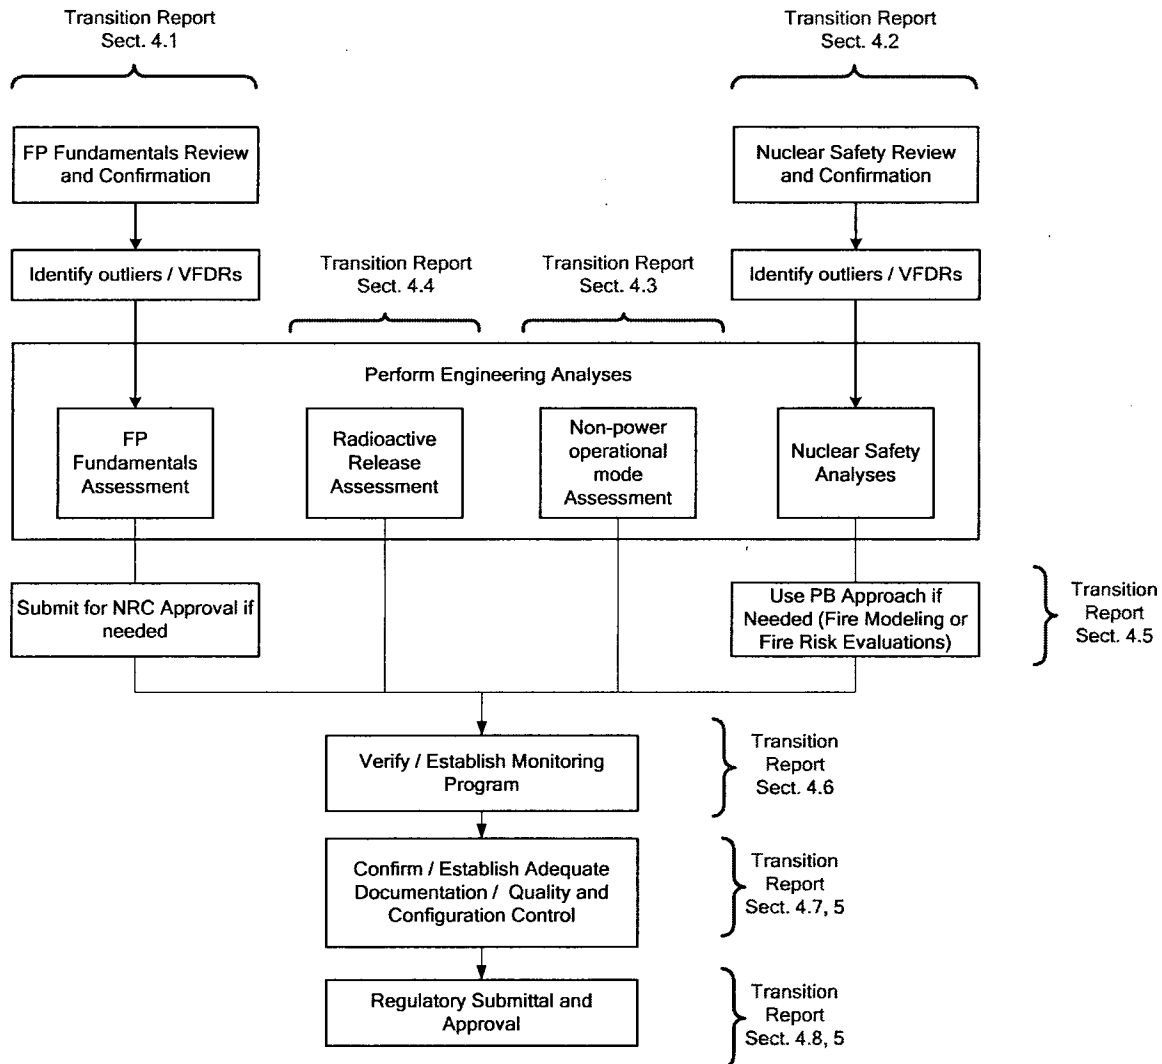 Transition Report
Sect. 4.1
Transition Report
Sect. 4.2
FP Fundamentals Review
and Confirmation
Nuclear Safety Review
and Confirmation
Identify outliers / VFDRs
Transition Report
Sect. 4.4
Transition Report
Sect. 4.3
Identify outliers / VFDRs
Perform Engineering Analyses
FP
Fundamentals
Assessment
Radioactive
Release
Assessment
Non-power
operational
mode
Assessment
Nuclear Safety
Analyses
Submit for NRC Approval if
needed
Use PB Approach if
Needed (Fire Modeling or
Fire Risk Evaluations)
Transition
Report
Sect. 4.5
Verify / Establish Monitoring
Program
Transition
Report
Sect. 4.6
Confirm / Establish Adequate
Documentation / Quality and
Configuration Control
Transition
Report
Sect. 4.7, 5
Regulatory Submittal and
Approval
Transition
Report
Sect. 4.8, 5